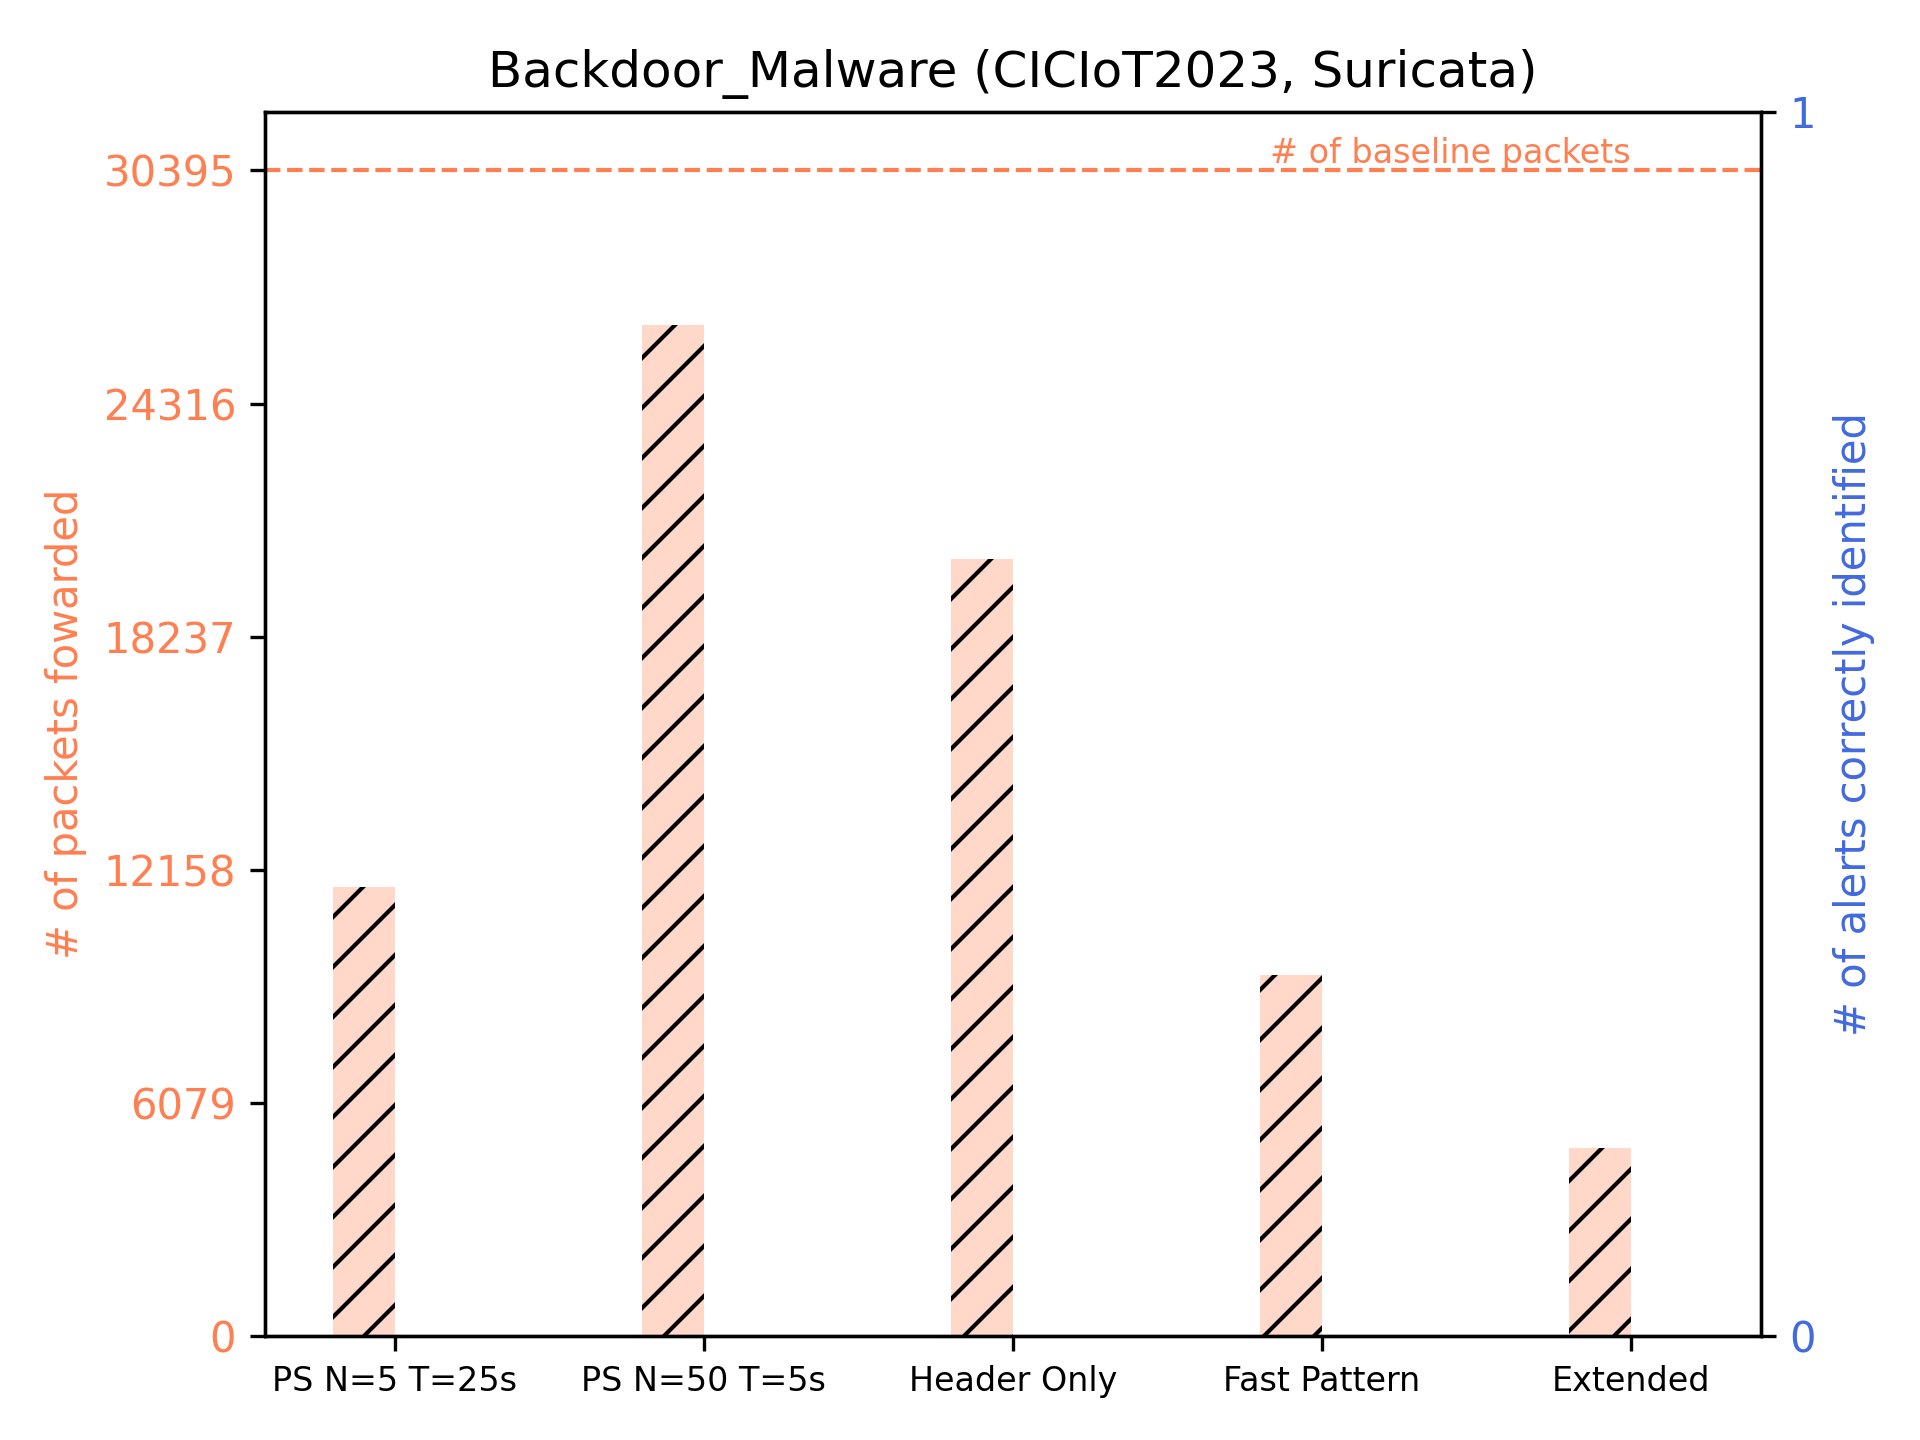 Backdoor_Malware (CICIoT2023, Suricata)
1
# of baseline packets
30395
24316
18237
12158
6079
0
0
# of packets fowarded
# of alerts correctly identified
PS N=5 T=25s
PS N=50 T=5s
Header Only
Fast Pattern
Extended